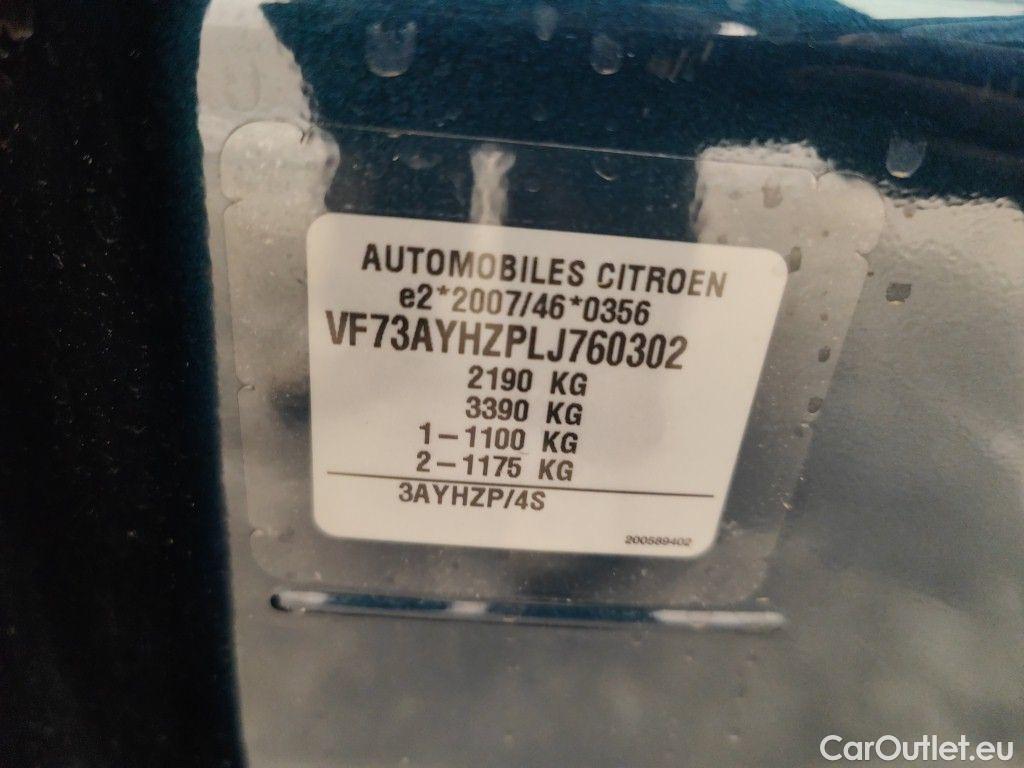 AUTOMOBILES CITROEN
e2*2007/46*0356
VF73AYHZPLJ760302
2190 KG
3390 KG
1-1100 KG
2-1175 KG
3AYHZP/4S
200589402
CarOutlet.eu